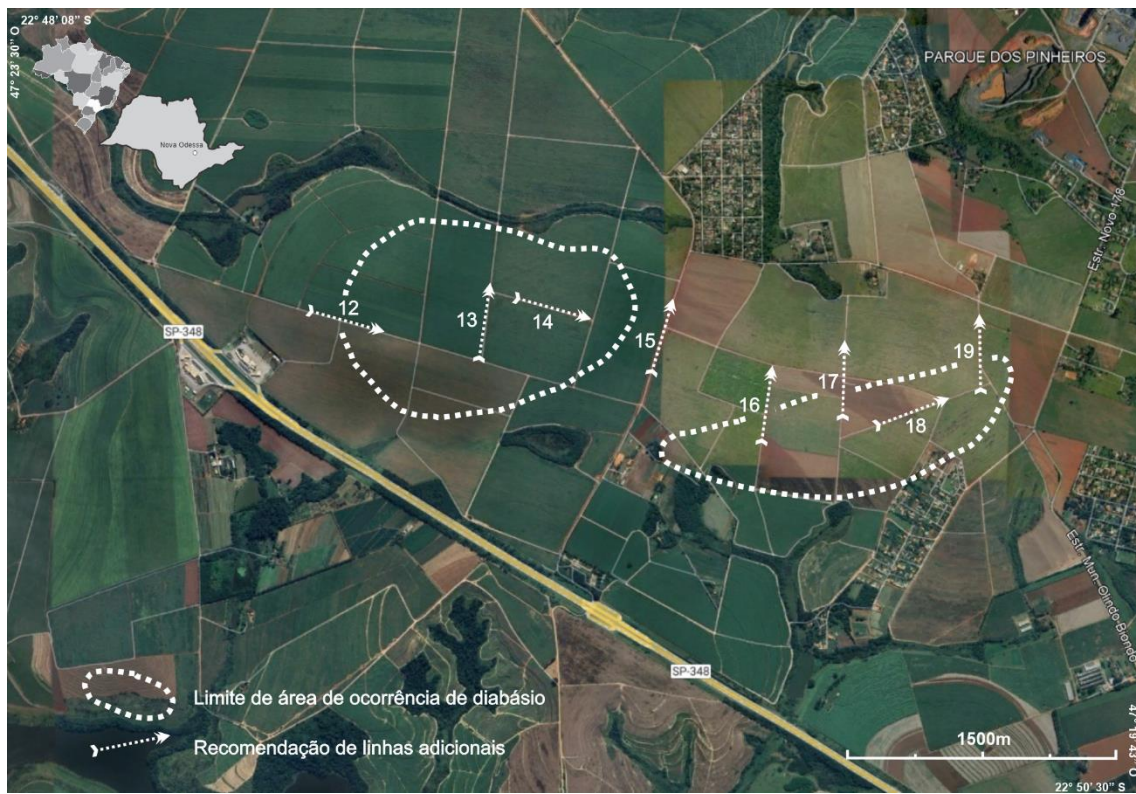 22° 48' 08" S
47° 23' 30" O
Nova Odessa
PARQUE DOS PINHEIROS
Estr. Novo 178
SP-348
12
13
14
15
16
17
18
19
Estr. Mun. Olindo Biondo
SP-348
Limite de área de ocorrência de diabásio
Recomendação de linhas adicionais
1500m
47° 19' 43" O
22° 50' 30" S